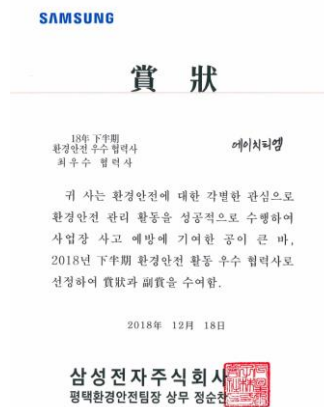 SAMSUNG
賞 狀
18年 下半期
환경안전 우수 협력사
최우수 협력사
에이치티엠
귀 사는 환경안전에 대한 각별한 관심으로
환경안전 관리 활동을 성공적으로 수행하여
사업장 사고 예방에 기여한 공이 큰 바,
2018년 下半期 환경안전 활동 우수 협력사로
선정하여 賞狀과 副賞을 수여함.
2018년 12월 18일
삼성전자주식회사
평택환경안전팀장 상무 정순찬